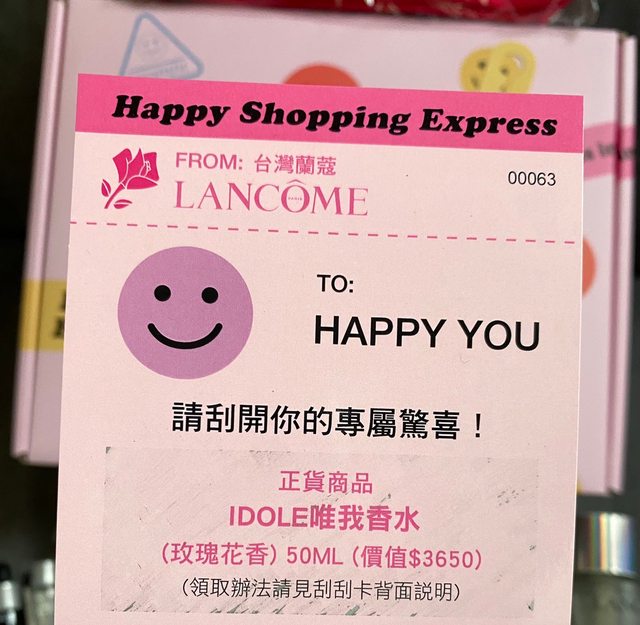 Happy Shopping Express
FROM: 台灣蘭蔻
LANCÔME
PARIS
00063
TO:
HAPPY YOU
請刮開你的專屬驚喜！
正貨商品
IDOLE唯我香水
(玫瑰花香) 50ML (價值$3650)
(領取辦法請見刮刮卡背面説明)